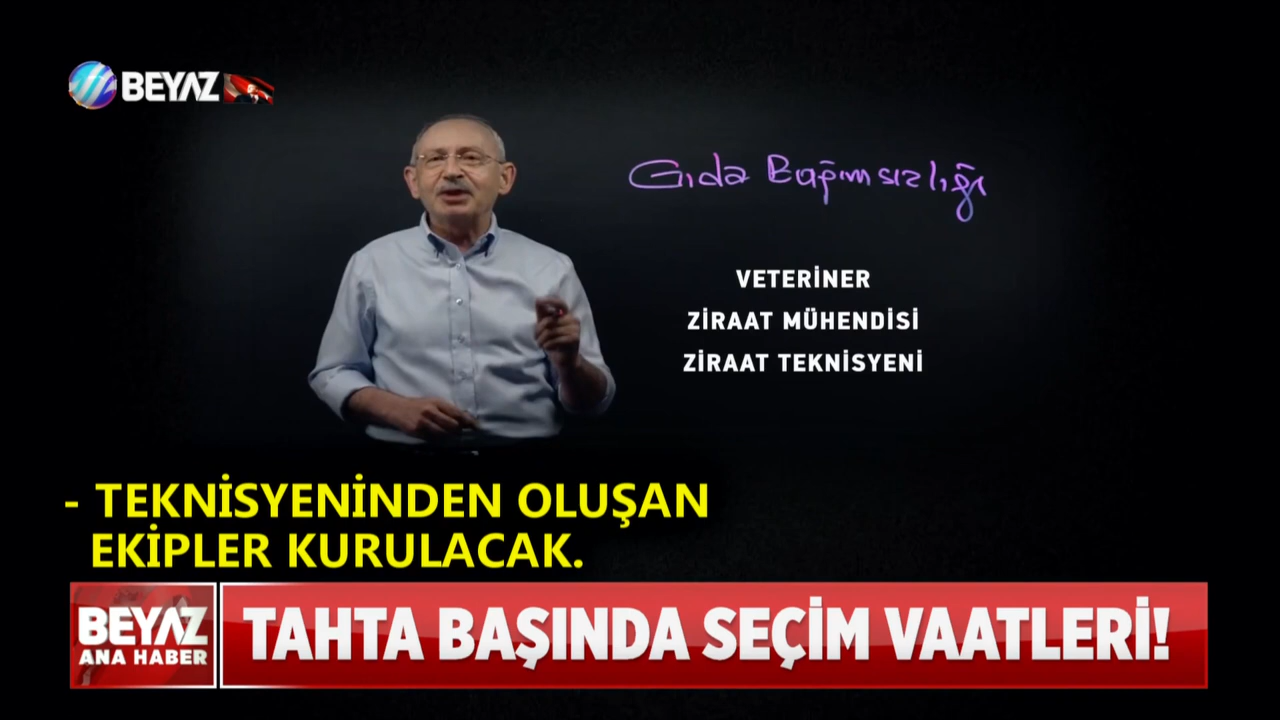 BEYAZ
Gıda Bağımsızlığı
VETERİNER
ZİRAAT MÜHENDİSİ
ZİRAAT TEKNİSYENİ
- TEKNİSYENİNDEN OLUŞAN
EKİPLER KURULACAK.
BEYAZ
ANA HABER
TAHTA BAŞINDA SEÇİM VAATLERİ!